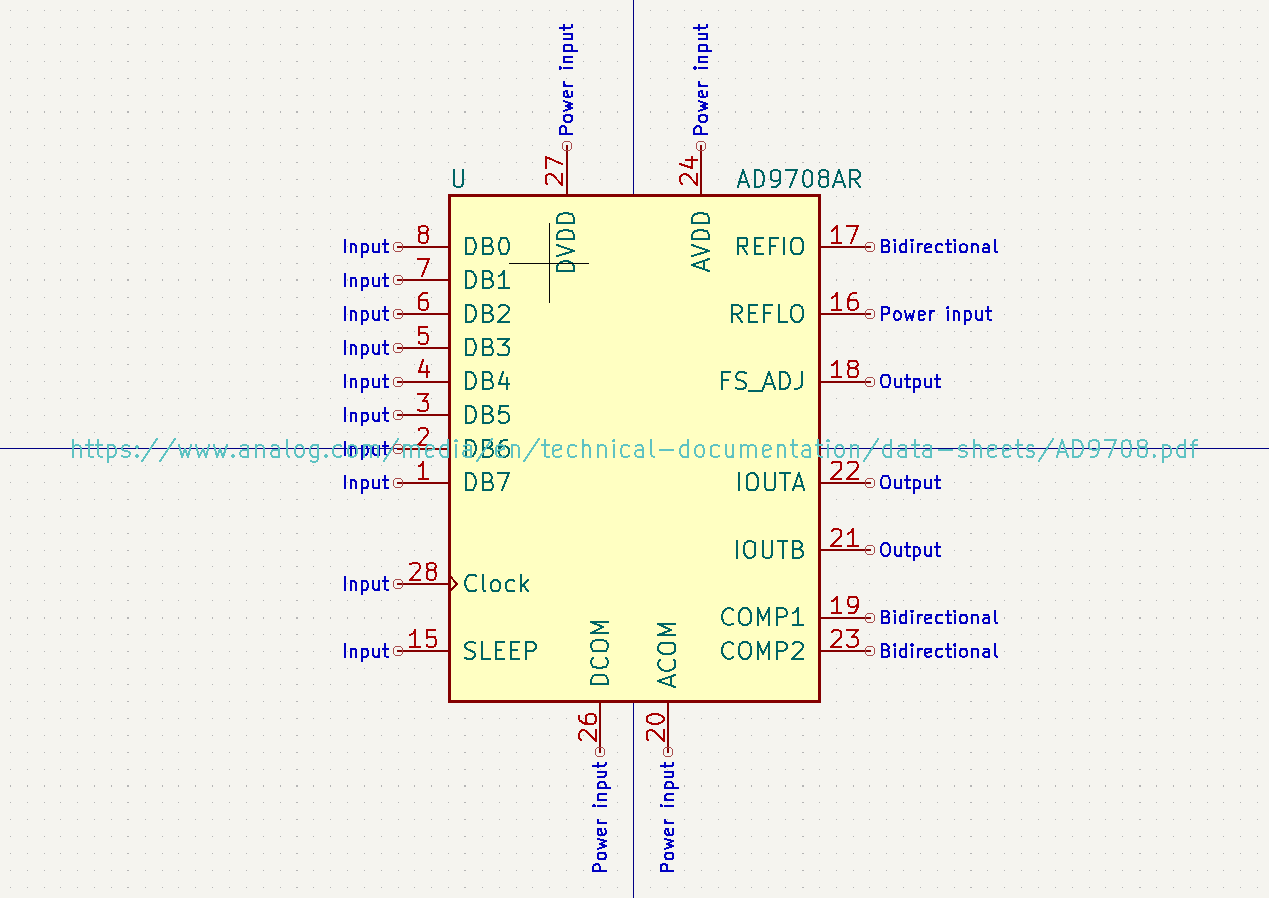 Power input
Power input
27
24
U
AD9708AR
DVDD
AVDD
Input 8 DB0
REFIO 17 Bidirectional
Input 7 DB1
Input 6 DB2
REFLO 16 Power input
Input 5 DB3
Input 4 DB4
FS_ADJ 18 Output
Input 3 DB5
Input 2 DB6
https://www.analog.com/media/en/technical-documentation/data-sheets/AD9708.pdf
Input 1 DB7
IOUTA 22 Output
IOUTB 21 Output
Input 28 Clock
COMP1 19 Bidirectional
Input 15 SLEEP
COMP2 23 Bidirectional
DCOM
ACOM
26
20
Power input
Power input